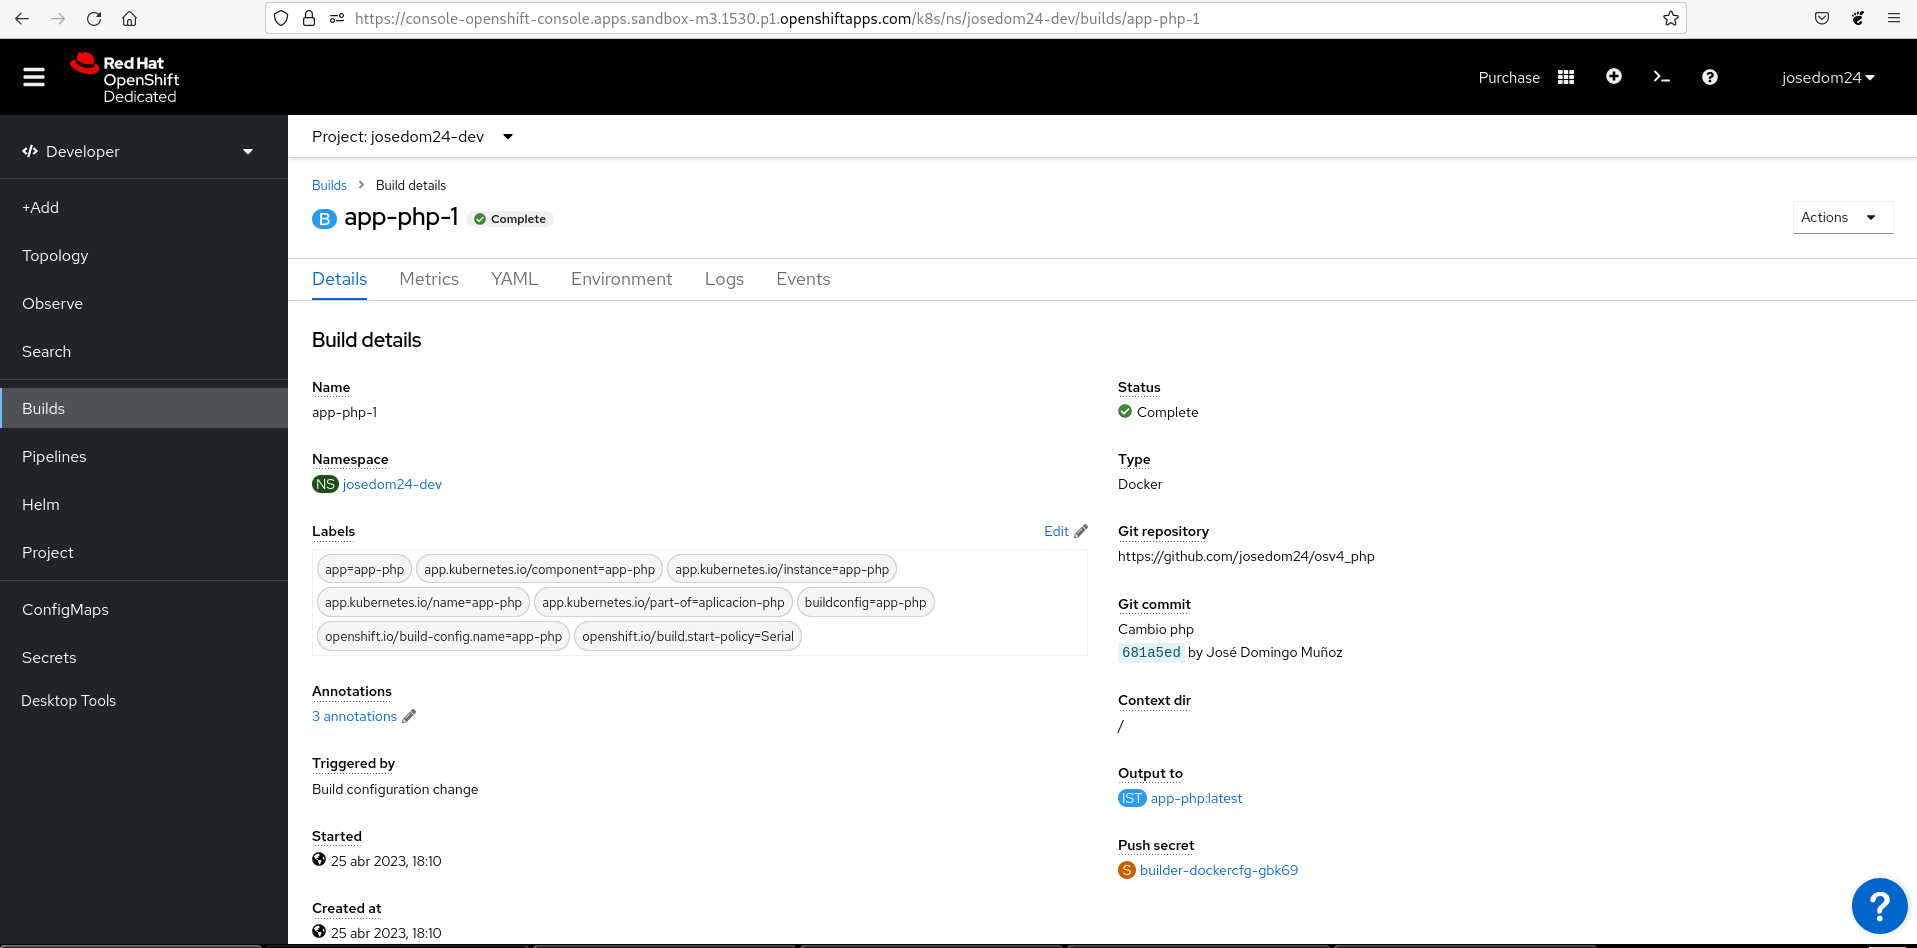 https://console-openshift-console.apps.sandbox-m3.1530.p1.openshiftapps.com/k8s/ns/josedom24-dev/builds/app-php-1
Red Hat
OpenShift
Dedicated
Purchase
josedom24
Developer
+Add
Topology
Observe
Search
Builds
Pipelines
Helm
Project
ConfigMaps
Secrets
Desktop Tools
Project: josedom24-dev
Builds > Build details
B app-php-1 Complete
Actions
Details Metrics YAML Environment Logs Events
Build details
Name
app-php-1
Namespace
NS josedom24-dev
Labels Edit
app=app-php app.kubernetes.io/component=app-php app.kubernetes.io/instance=app-php
app.kubernetes.io/name=app-php app.kubernetes.io/part-of=aplicacion-php buildconfig=app-php
openshift.io/build-config.name=app-php openshift.io/build.start-policy=Serial
Annotations
3 annotations
Triggered by
Build configuration change
Started
25 abr 2023, 18:10
Created at
25 abr 2023, 18:10
Status
Complete
Type
Docker
Git repository
https://github.com/josedom24/osv4_php
Git commit
Cambio php
681a5ed by José Domingo Muñoz
Context dir
/
Output to
IST app-php:latest
Push secret
S builder-dockercfg-gbk69
?